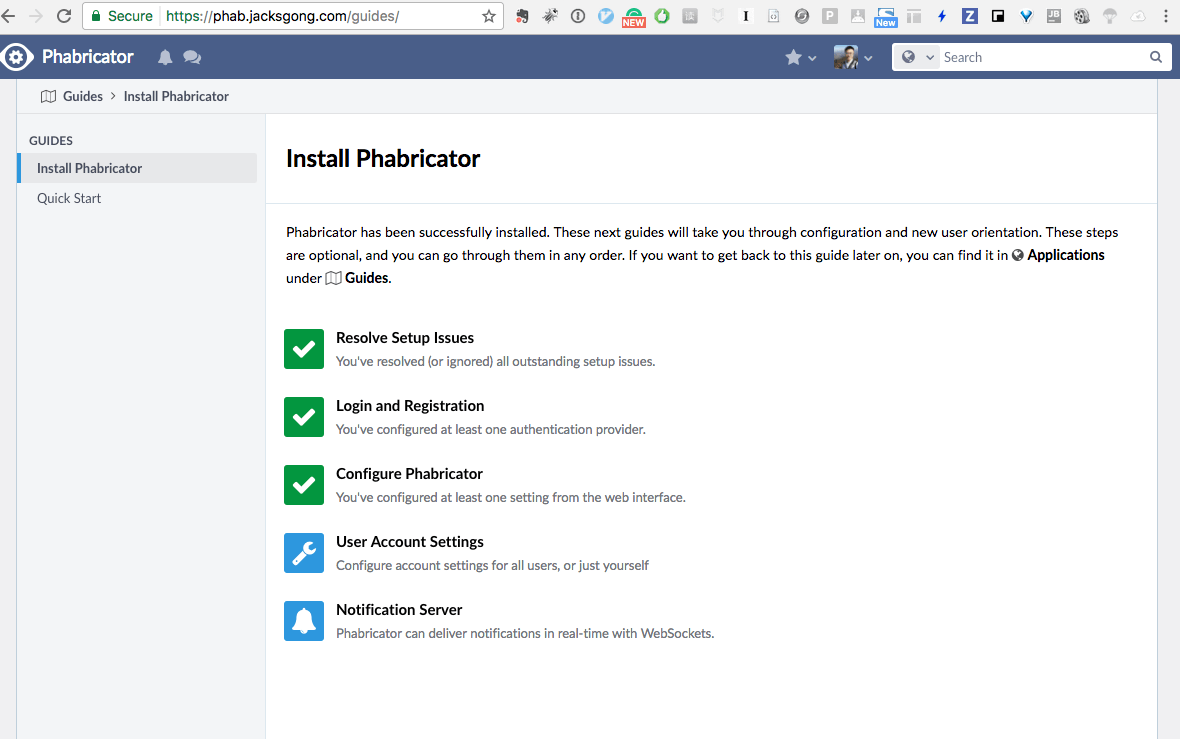 Secure https://phab.jacksgong.com/guides/
NEW
I
P
New
Z
JB
Phabricator
Search
Guides > Install Phabricator
GUIDES
Install Phabricator
Quick Start
Install Phabricator
Phabricator has been successfully installed. These next guides will take you through configuration and new user orientation. These steps
are optional, and you can go through them in any order. If you want to get back to this guide later on, you can find it in Applications
under Guides.
Resolve Setup Issues
You've resolved (or ignored) all outstanding setup issues.
Login and Registration
You've configured at least one authentication provider.
Configure Phabricator
You've configured at least one setting from the web interface.
User Account Settings
Configure account settings for all users, or just yourself
Notification Server
Phabricator can deliver notifications in real-time with WebSockets.